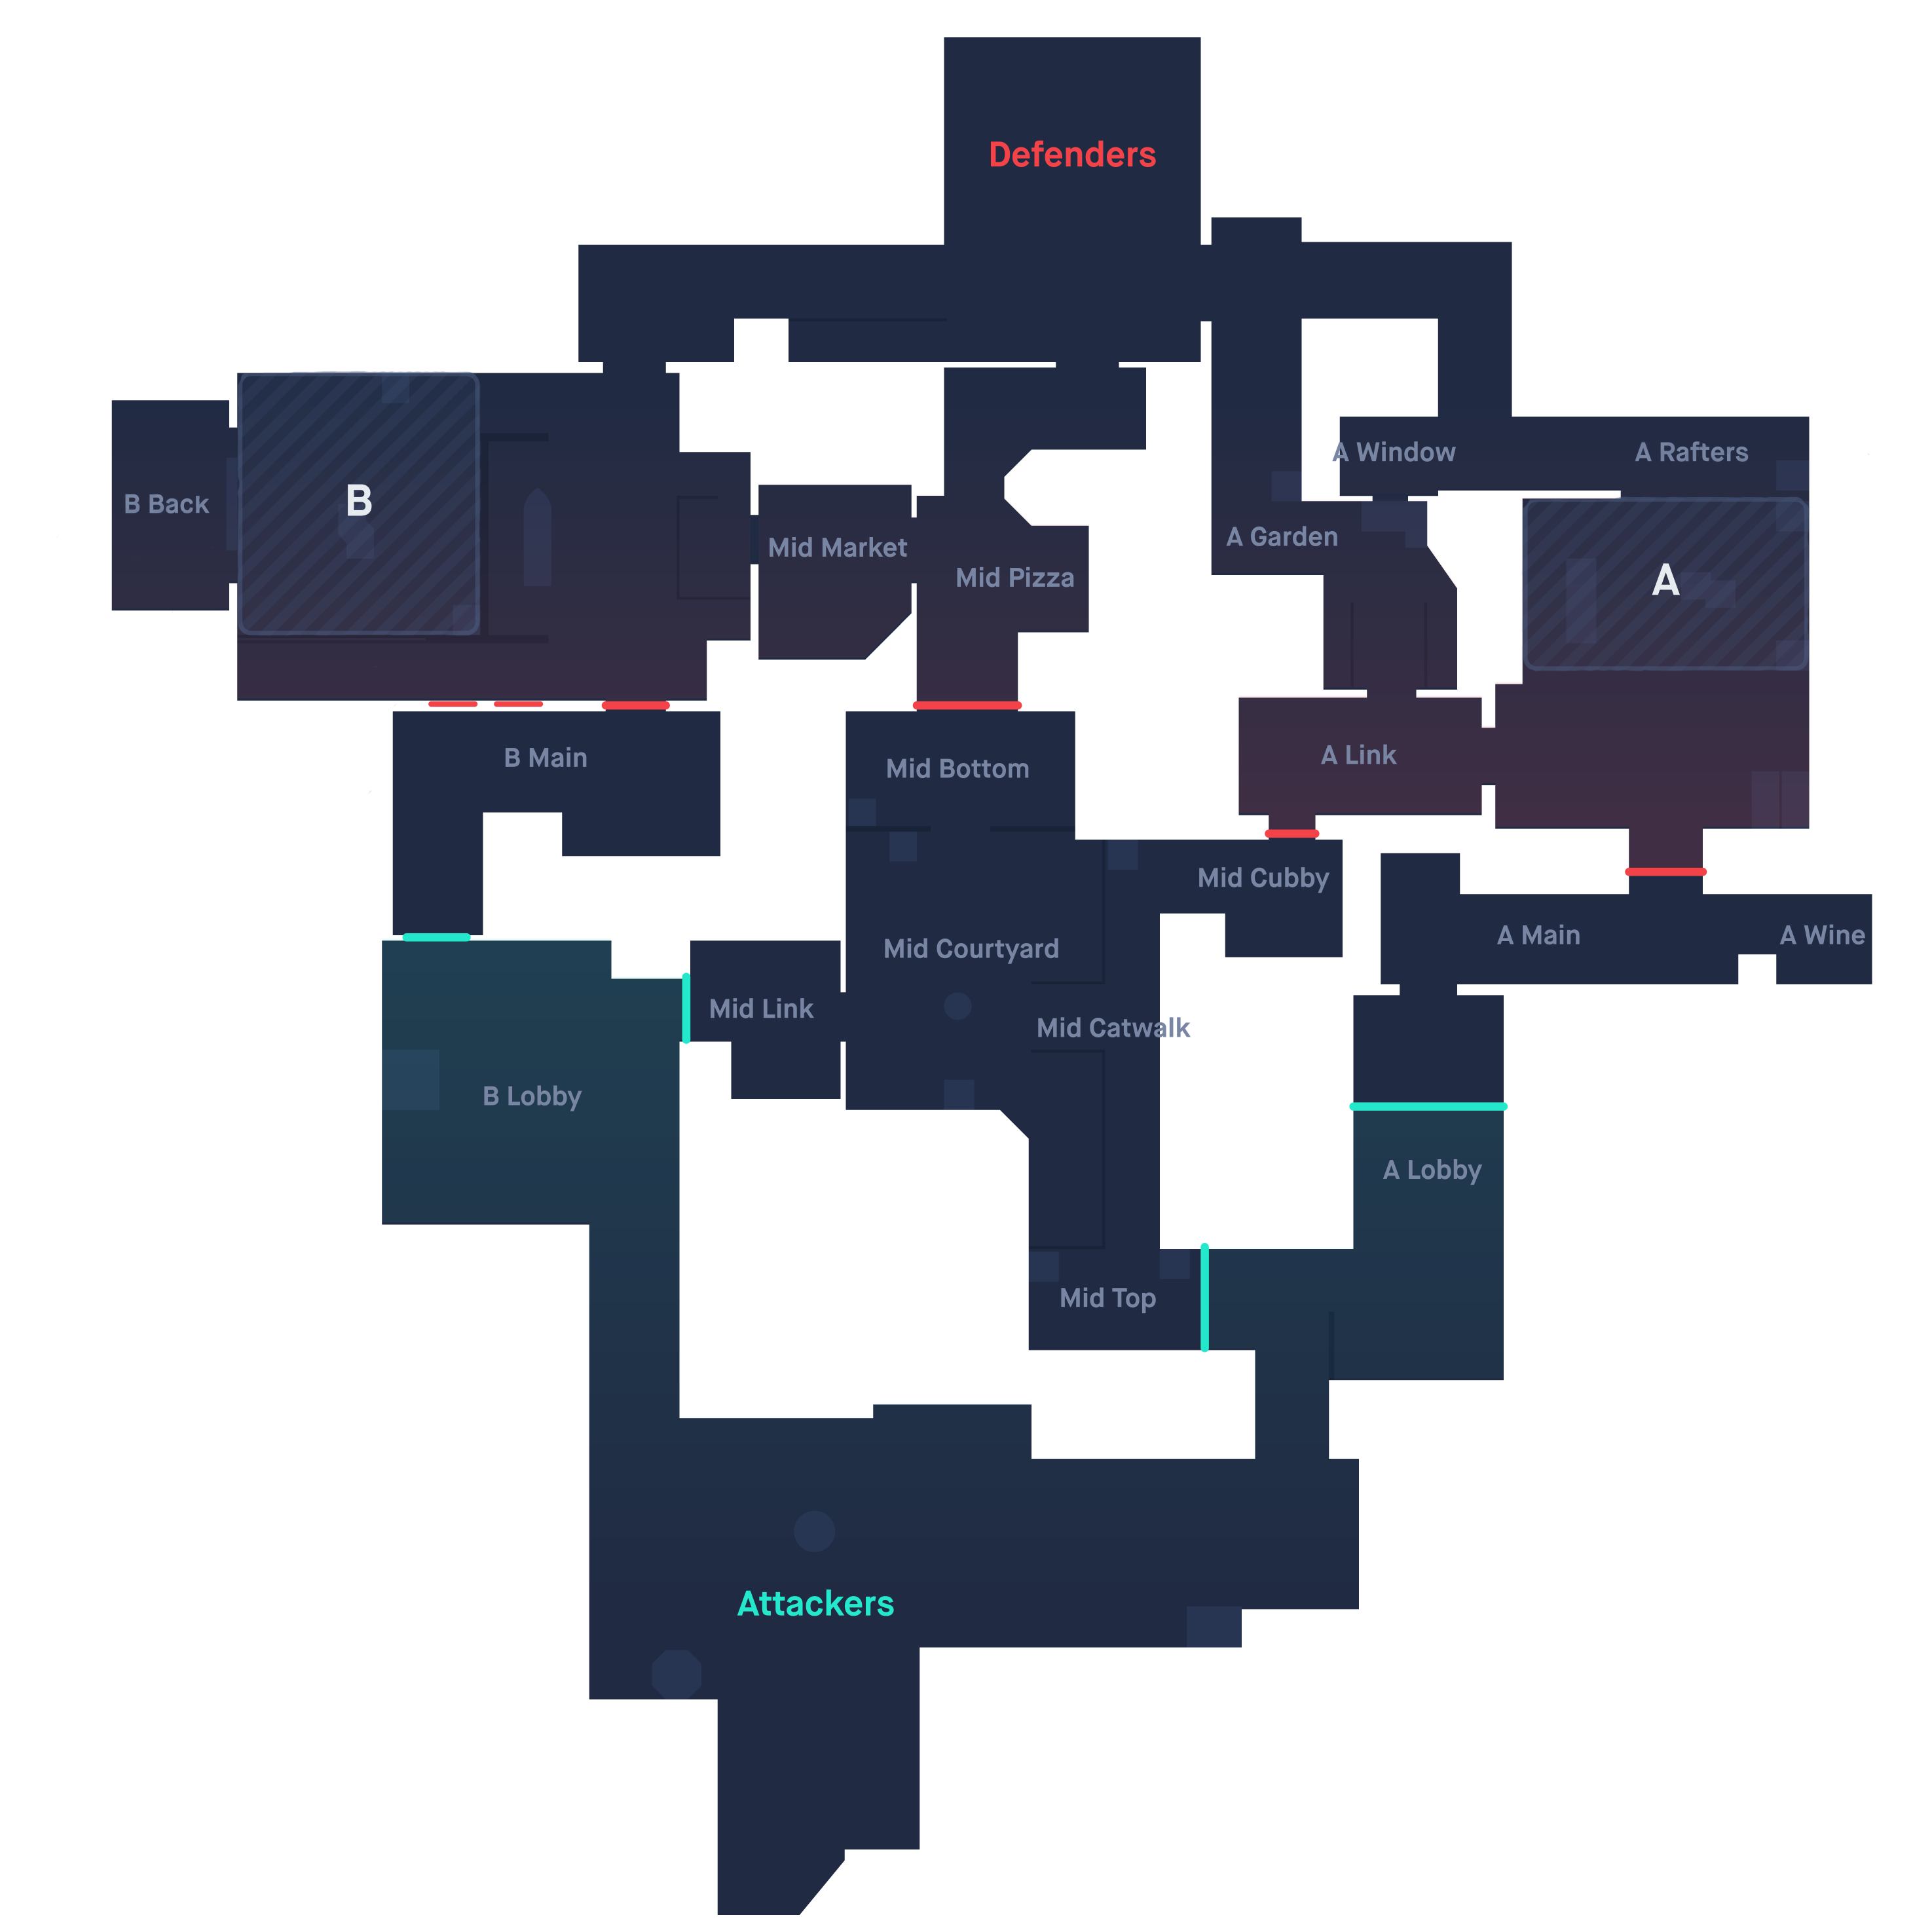 Defenders
A Window
A Rafters
B Back
B
Mid Market
A Garden
Mid Pizza
A
B Main
Mid Bottom
A Link
Mid Cubby
Mid Courtyard
A Main
A Wine
Mid Link
Mid Catwalk
B Lobby
A Lobby
Mid Top
Attackers